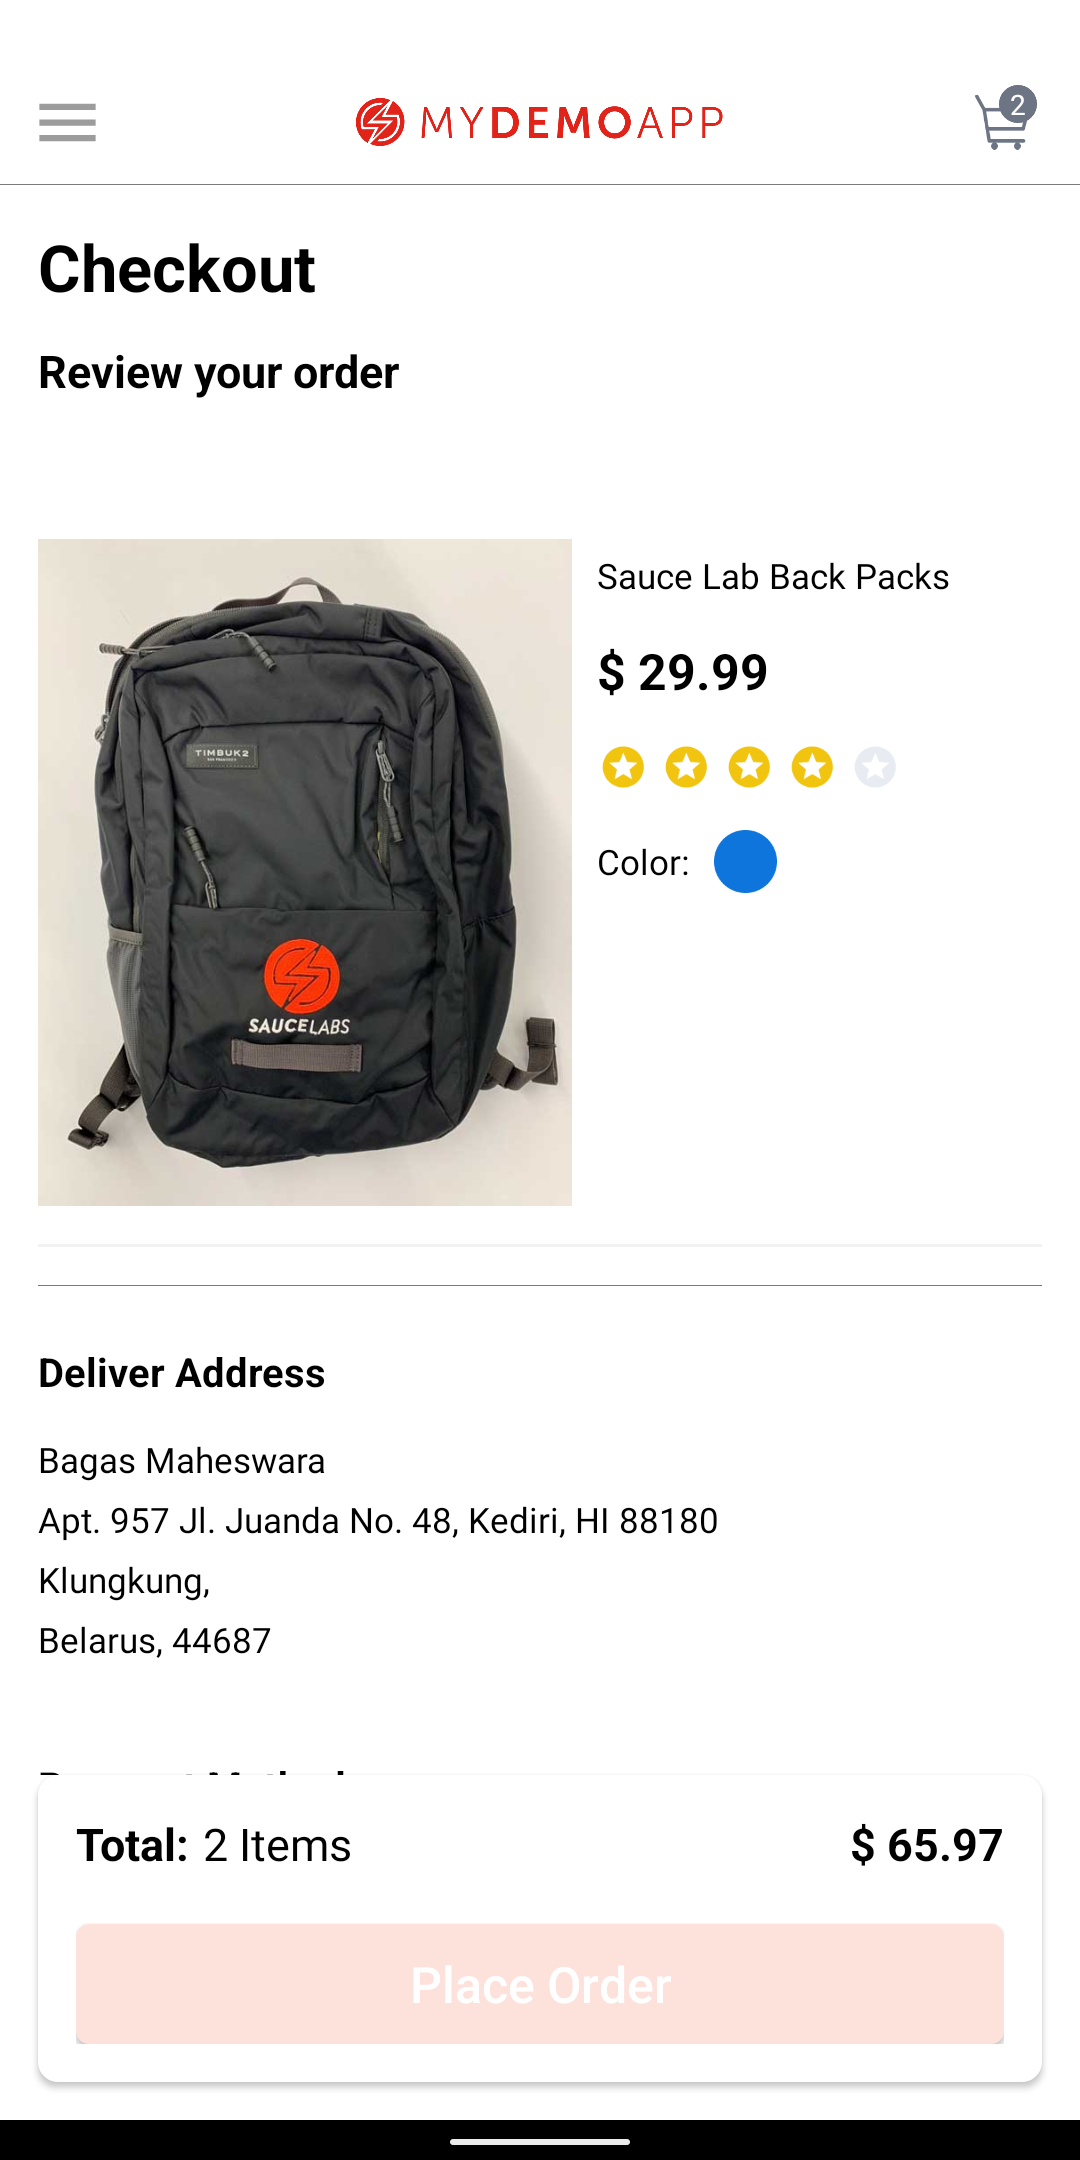 MYDEMOAPP
2
Checkout
Review your order
TIMBUK2
SAUCELABS
Sauce Lab Back Packs
$ 29.99
Color:
Deliver Address
Bagas Maheswara
Apt. 957 Jl. Juanda No. 48, Kediri, HI 88180
Klungkung,
Belarus, 44687
Total: 2 Items
$ 65.97
Place Order